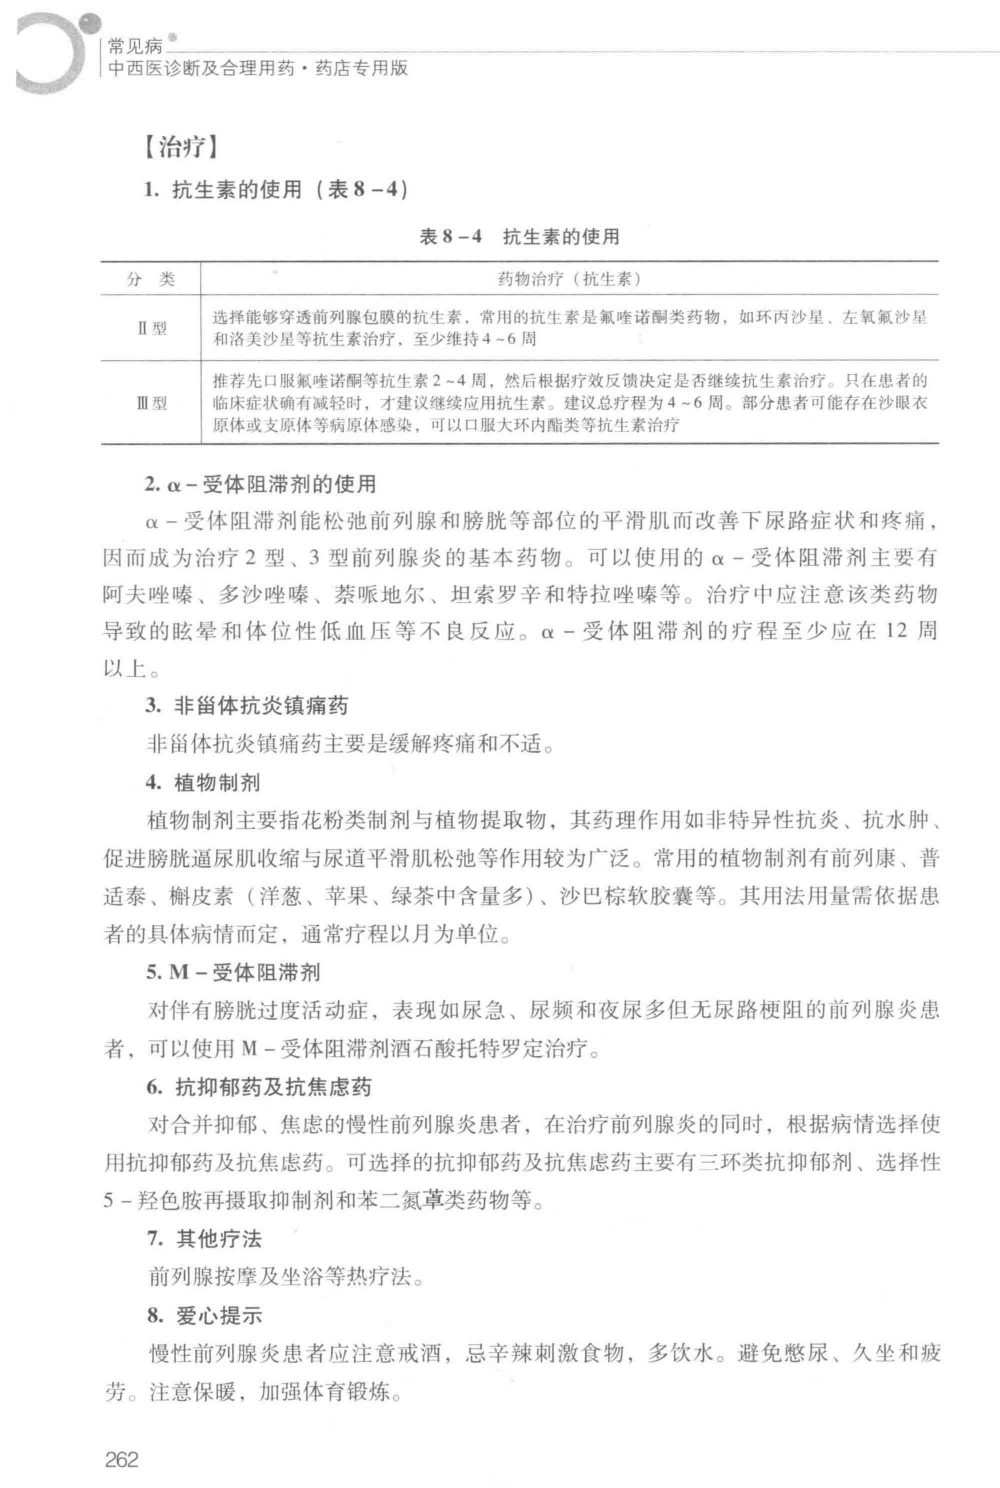 常见病
中西医诊断及合理用药·药店专用版
【治疗】
1. 抗生素的使用（表 8－4）
表 8－4 抗生素的使用
分 类 药物治疗（抗生素）
Ⅱ型
选择能够穿透前列腺包膜的抗生素，常用的抗生素是氟喹诺酮类药物，如环丙沙星、左氧氟沙星
和洛美沙星等抗生素治疗，至少维持 4~6 周
Ⅲ型
推荐先口服氟喹诺酮等抗生素 2~4 周，然后根据疗效反馈决定是否继续抗生素治疗。只在患者的
临床症状确有减轻时，才建议继续应用抗生素。建议总疗程为 4~6 周。部分患者可能存在沙眼衣
原体或支原体等病原体感染，可以口服大环内酯类等抗生素治疗
2. α－受体阻滞剂的使用
α－受体阻滞剂能松弛前列腺和膀胱等部位的平滑肌而改善下尿路症状和疼痛，
因而成为治疗 2 型、3 型前列腺炎的基本药物。可以使用的 α－受体阻滞剂主要有
阿夫唑嗪、多沙唑嗪、萘哌地尔、坦索罗辛和特拉唑嗪等。治疗中应注意该类药物
导致的眩晕和体位性低血压等不良反应。α－受体阻滞剂的疗程至少应在 12 周
以上。
3. 非甾体抗炎镇痛药
非甾体抗炎镇痛药主要是缓解疼痛和不适。
4. 植物制剂
植物制剂主要指花粉类制剂与植物提取物，其药理作用如非特异性抗炎、抗水肿、
促进膀胱逼尿肌收缩与尿道平滑肌松弛等作用较为广泛。常用的植物制剂有前列康、普
适泰、槲皮素（洋葱、苹果、绿茶中含量多）、沙巴棕软胶囊等。其用法用量需依据患
者的具体病情而定，通常疗程以月为单位。
5. M－受体阻滞剂
对伴有膀胱过度活动症，表现如尿急、尿频和夜尿多但无尿路梗阻的前列腺炎患
者，可以使用 M－受体阻滞剂酒石酸托特罗定治疗。
6. 抗抑郁药及抗焦虑药
对合并抑郁、焦虑的慢性前列腺炎患者，在治疗前列腺炎的同时，根据病情选择使
用抗抑郁药及抗焦虑药。可选择的抗抑郁药及抗焦虑药主要有三环类抗抑郁剂、选择性
5－羟色胺再摄取抑制剂和苯二氮䓬类药物等。
7. 其他疗法
前列腺按摩及坐浴等热疗法。
8. 爱心提示
慢性前列腺炎患者应注意戒酒，忌辛辣刺激食物，多饮水。避免憋尿、久坐和疲
劳。注意保暖，加强体育锻炼。
262